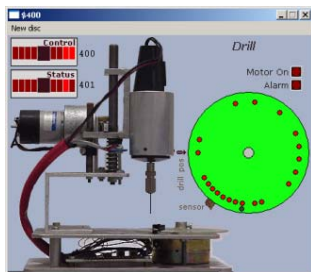 $400
New disc
Control
400
Status
401
Drill
Motor On
Alarm
drill pos
sensor